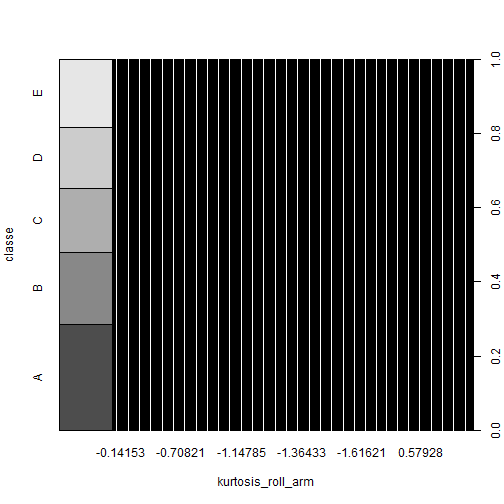 E
D
C
B
A
classe
1.0
0.8
0.6
0.4
0.2
0.0
-0.14153 -0.70821 -1.14785 -1.36433 -1.61621 0.57928
kurtosis_roll_arm